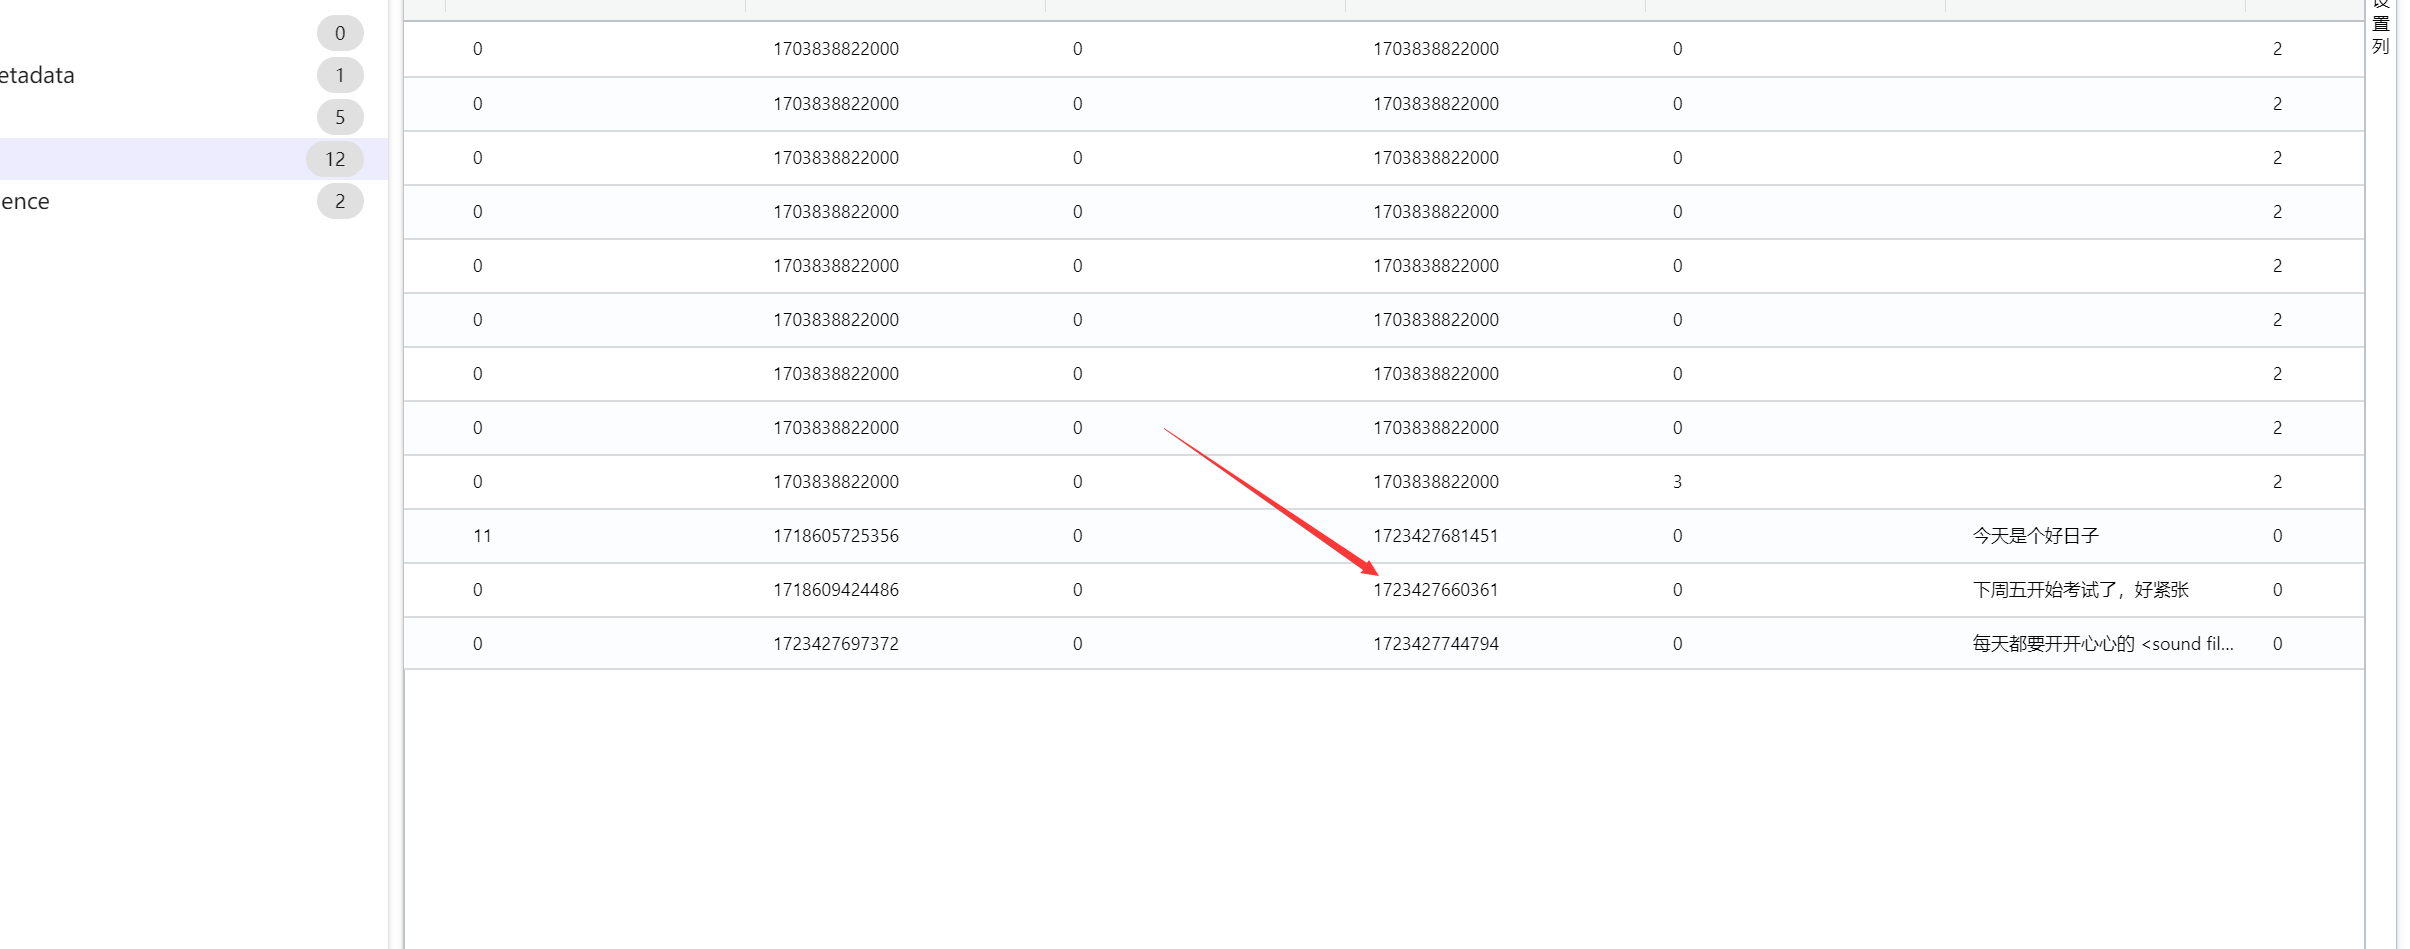 0
etadata 1
5
12
ence 2
0 1703838822000 0 1703838822000 0 2
0 1703838822000 0 1703838822000 0 2
0 1703838822000 0 1703838822000 0 2
0 1703838822000 0 1703838822000 0 2
0 1703838822000 0 1703838822000 0 2
0 1703838822000 0 1703838822000 0 2
0 1703838822000 0 1703838822000 0 2
0 1703838822000 0 1703838822000 0 2
0 1703838822000 0 1703838822000 3 2
11 1718605725356 0 1723427681451 0 今天是个好日子 0
0 1718609424486 0 1723427660361 0 下周五开始考试了，好紧张 0
0 1723427697372 0 1723427744794 0 每天都要开开心心的 <sound fil... 0
设置列